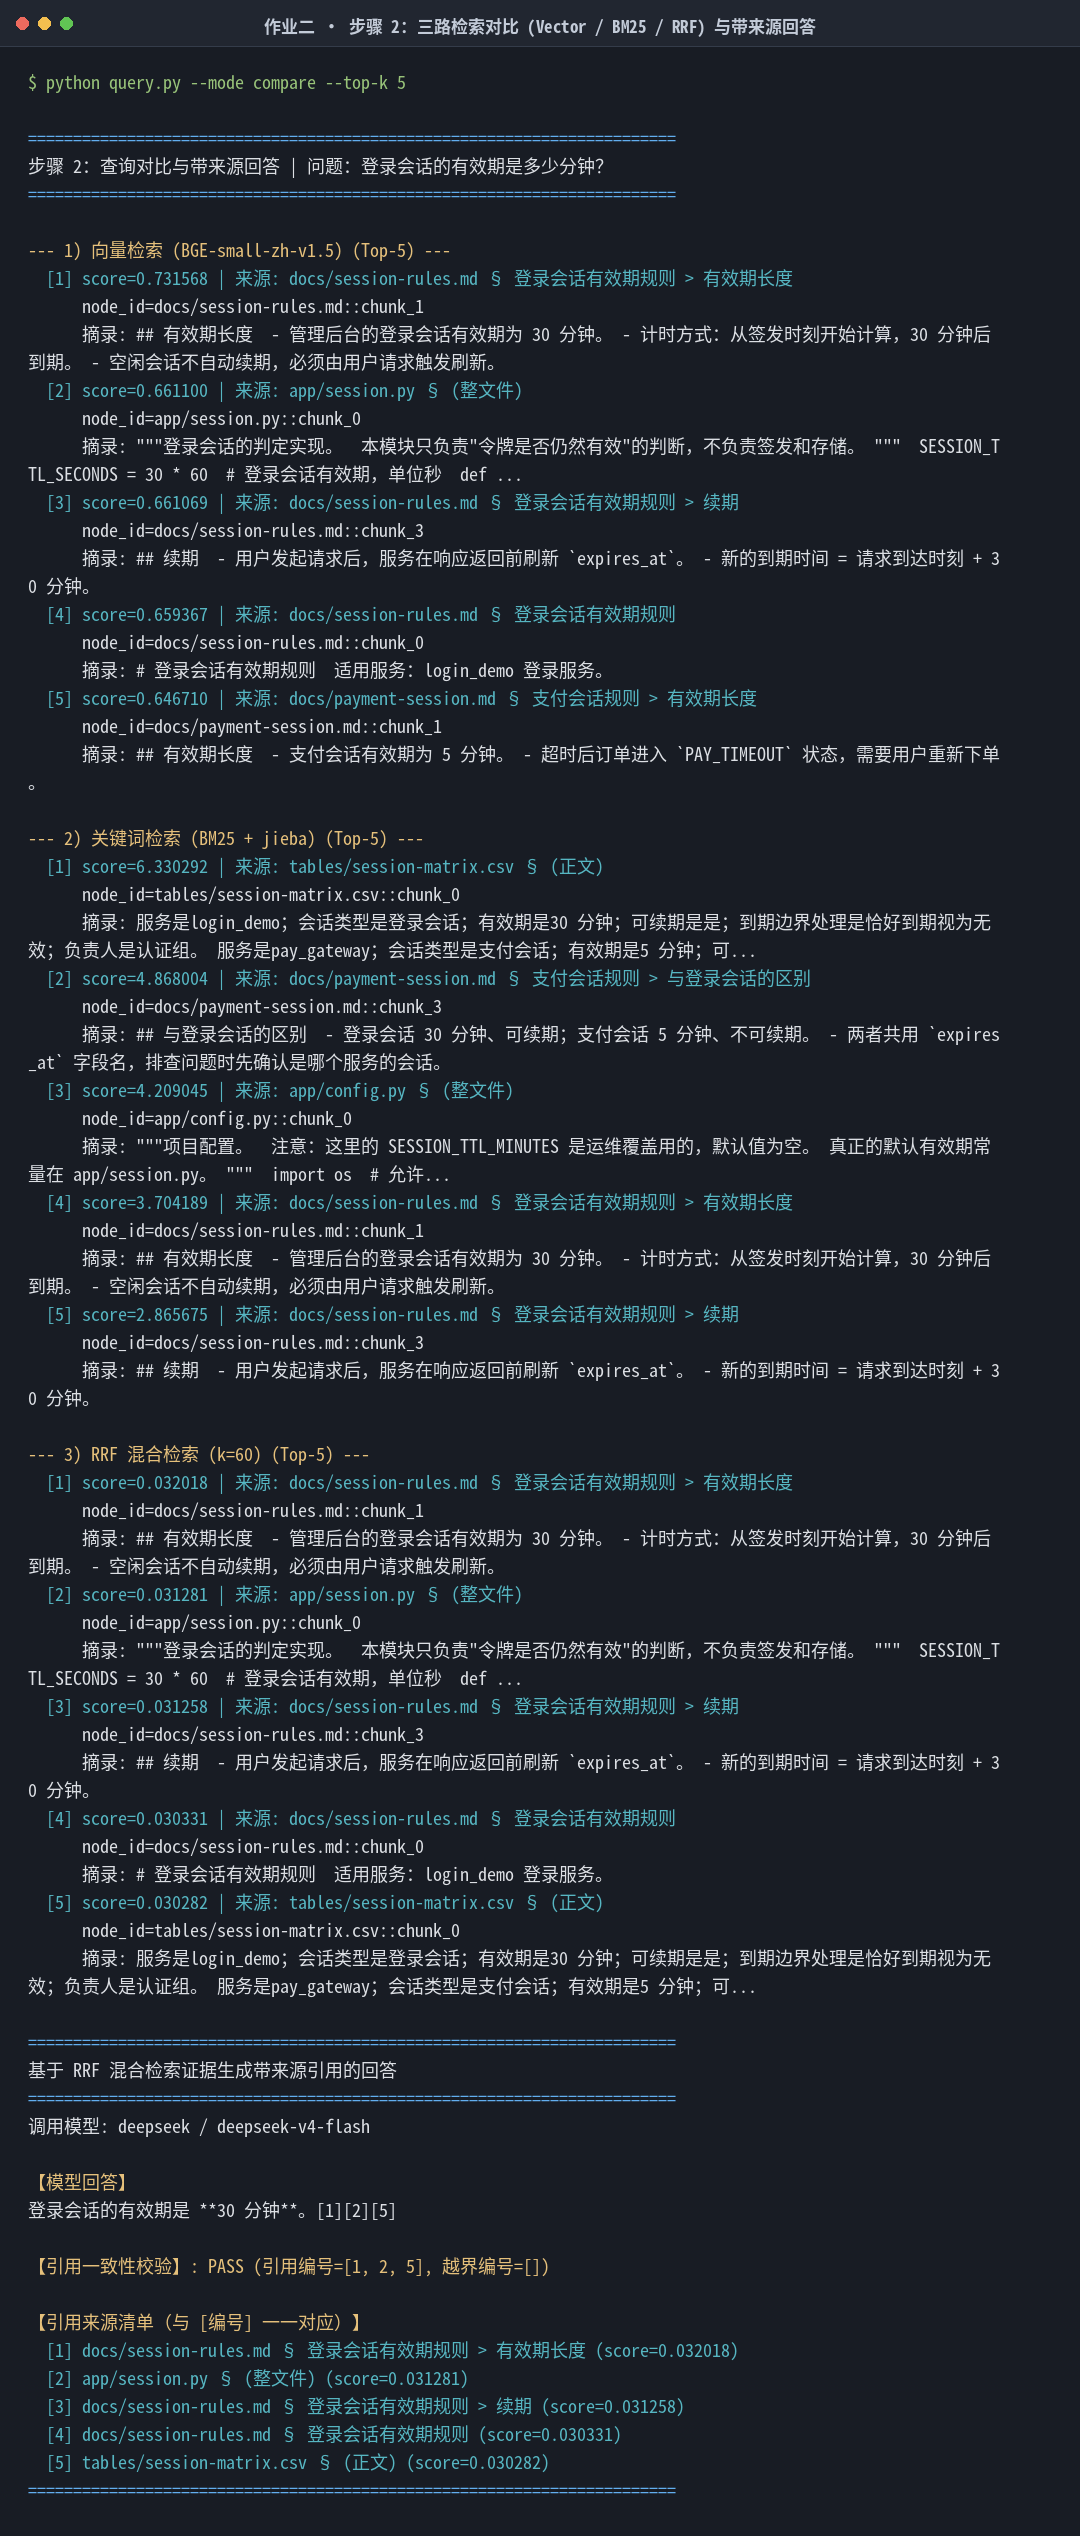 作业二 · 步骤 2: 三路检索对比 (Vector / BM25 / RRF) 与带来源回答
$ python query.py --mode compare --top-k 5
========================================================================
步骤 2: 查询对比与带来源回答 | 问题: 登录会话的有效期是多少分钟?
========================================================================
--- 1) 向量检索 (BGE-small-zh-v1.5) (Top-5) ---
[1] score=0.731568 | 来源: docs/session-rules.md § 登录会话有效期规则 > 有效期长度
node_id=docs/session-rules.md::chunk_1
摘录: ## 有效期长度  - 管理后台的登录会话有效期为 30 分钟。 - 计时方式: 从签发时刻开始计算, 30 分钟后
到期。 - 空闲会话不自动续期, 必须由用户请求触发刷新。
[2] score=0.661100 | 来源: app/session.py § (整文件)
node_id=app/session.py::chunk_0
摘录: """登录会话的判定实现。  本模块只负责"令牌是否仍然有效"的判断, 不负责签发和存储。 """  SESSION_T
TL_SECONDS = 30 * 60  # 登录会话有效期, 单位秒  def ...
[3] score=0.661069 | 来源: docs/session-rules.md § 登录会话有效期规则 > 续期
node_id=docs/session-rules.md::chunk_3
摘录: ## 续期  - 用户发起请求后, 服务在响应返回前刷新 `expires_at`。 - 新的到期时间 = 请求到达时刻 + 3
0 分钟。
[4] score=0.659367 | 来源: docs/session-rules.md § 登录会话有效期规则
node_id=docs/session-rules.md::chunk_0
摘录: # 登录会话有效期规则  适用服务: login_demo 登录服务。
[5] score=0.646710 | 来源: docs/payment-session.md § 支付会话规则 > 有效期长度
node_id=docs/payment-session.md::chunk_1
摘录: ## 有效期长度  - 支付会话有效期为 5 分钟。 - 超时后订单进入 `PAY_TIMEOUT` 状态, 需要用户重新下单
。
--- 2) 关键词检索 (BM25 + jieba) (Top-5) ---
[1] score=6.330292 | 来源: tables/session-matrix.csv § (正文)
node_id=tables/session-matrix.csv::chunk_0
摘录: 服务是login_demo; 会话类型是登录会话; 有效期是30 分钟; 可续期是是; 到期边界处理是恰好到期视为无
效; 负责人是认证组。 服务是pay_gateway; 会话类型是支付会话; 有效期是5 分钟; 可...
[2] score=4.868004 | 来源: docs/payment-session.md § 支付会话规则 > 与登录会话的区别
node_id=docs/payment-session.md::chunk_3
摘录: ## 与登录会话的区别  - 登录会话 30 分钟、可续期; 支付会话 5 分钟、不可续期。 - 两者共用 `expires
_at` 字段名, 排查问题时先确认是哪个服务的会话。
[3] score=4.209045 | 来源: app/config.py § (整文件)
node_id=app/config.py::chunk_0
摘录: """项目配置。  注意: 这里的 SESSION_TTL_MINUTES 是运维覆盖用的, 默认值为空。 真正的默认有效期常
量在 app/session.py。 """  import os  # 允许...
[4] score=3.704189 | 来源: docs/session-rules.md § 登录会话有效期规则 > 有效期长度
node_id=docs/session-rules.md::chunk_1
摘录: ## 有效期长度  - 管理后台的登录会话有效期为 30 分钟。 - 计时方式: 从签发时刻开始计算, 30 分钟后
到期。 - 空闲会话不自动续期, 必须由用户请求触发刷新。
[5] score=2.865675 | 来源: docs/session-rules.md § 登录会话有效期规则 > 续期
node_id=docs/session-rules.md::chunk_3
摘录: ## 续期  - 用户发起请求后, 服务在响应返回前刷新 `expires_at`。 - 新的到期时间 = 请求到达时刻 + 3
0 分钟。
--- 3) RRF 混合检索 (k=60) (Top-5) ---
[1] score=0.032018 | 来源: docs/session-rules.md § 登录会话有效期规则 > 有效期长度
node_id=docs/session-rules.md::chunk_1
摘录: ## 有效期长度  - 管理后台的登录会话有效期为 30 分钟。 - 计时方式: 从签发时刻开始计算, 30 分钟后
到期。 - 空闲会话不自动续期, 必须由用户请求触发刷新。
[2] score=0.031281 | 来源: app/session.py § (整文件)
node_id=app/session.py::chunk_0
摘录: """登录会话的判定实现。  本模块只负责"令牌是否仍然有效"的判断, 不负责签发和存储。 """  SESSION_T
TL_SECONDS = 30 * 60  # 登录会话有效期, 单位秒  def ...
[3] score=0.031258 | 来源: docs/session-rules.md § 登录会话有效期规则 > 续期
node_id=docs/session-rules.md::chunk_3
摘录: ## 续期  - 用户发起请求后, 服务在响应返回前刷新 `expires_at`。 - 新的到期时间 = 请求到达时刻 + 3
0 分钟。
[4] score=0.030331 | 来源: docs/session-rules.md § 登录会话有效期规则
node_id=docs/session-rules.md::chunk_0
摘录: # 登录会话有效期规则  适用服务: login_demo 登录服务。
[5] score=0.030282 | 来源: tables/session-matrix.csv § (正文)
node_id=tables/session-matrix.csv::chunk_0
摘录: 服务是login_demo; 会话类型是登录会话; 有效期是30 分钟; 可续期是是; 到期边界处理是恰好到期视为无
效; 负责人是认证组。 服务是pay_gateway; 会话类型是支付会话; 有效期是5 分钟; 可...
========================================================================
基于 RRF 混合检索证据生成带来源引用的回答
========================================================================
调用模型: deepseek / deepseek-v4-flash
【模型回答】
登录会话的有效期是 **30 分钟**。[1][2][5]
【引用一致性校验】: PASS (引用编号=[1, 2, 5], 越界编号=[])
【引用来源清单 (与 [编号] 一一对应) 】
[1] docs/session-rules.md § 登录会话有效期规则 > 有效期长度 (score=0.032018)
[2] app/session.py § (整文件) (score=0.031281)
[3] docs/session-rules.md § 登录会话有效期规则 > 续期 (score=0.031258)
[4] docs/session-rules.md § 登录会话有效期规则 (score=0.030331)
[5] tables/session-matrix.csv § (正文) (score=0.030282)
========================================================================